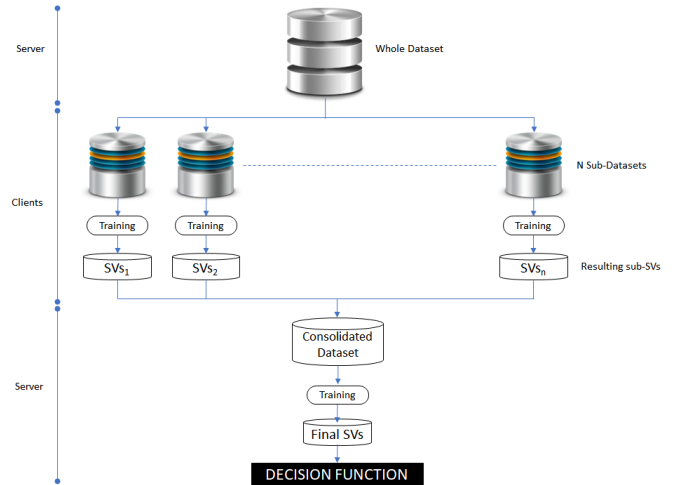 Server
Whole Dataset
Clients
N Sub-Datasets
Training
Training
Training
SVs1
SVs2
SVsn
Resulting sub-SVs
Consolidated
Dataset
Server
Training
Final SVs
DECISION FUNCTION